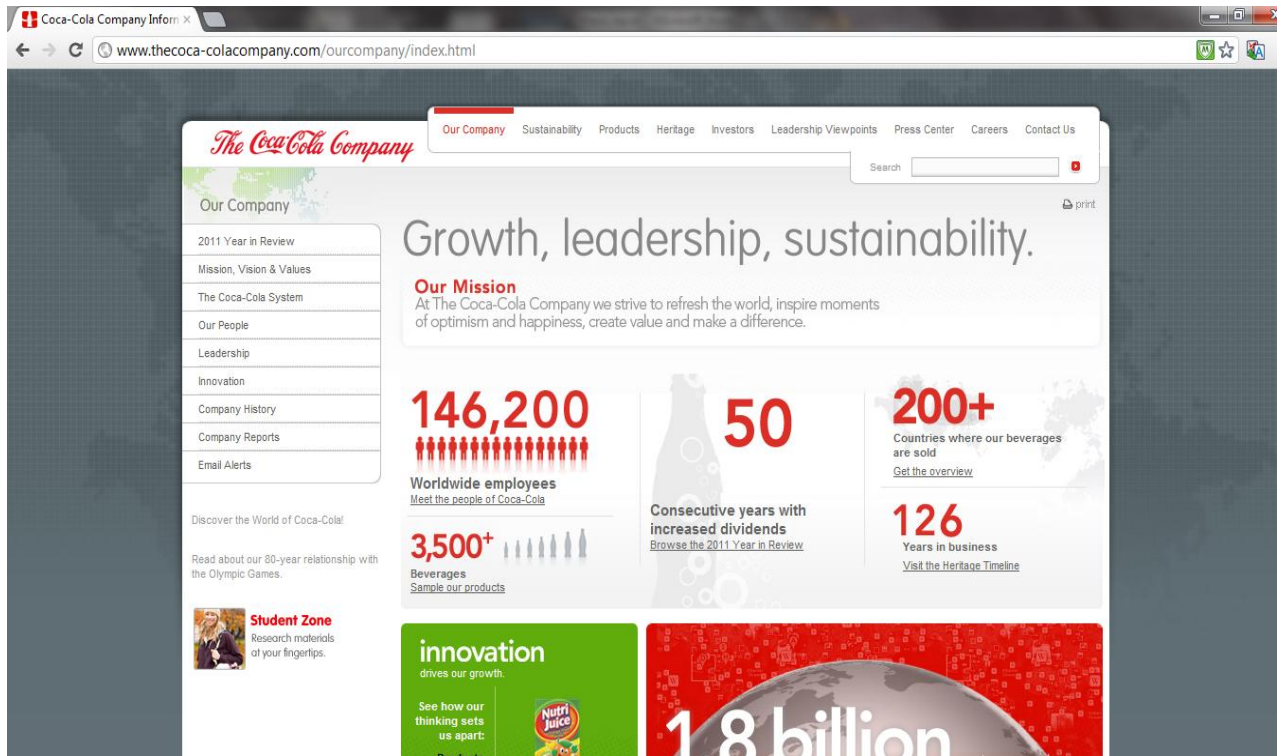 Coca-Cola Company Inform
www.thecoca-colacompany.com/ourcompany/index.html
The Coca-Cola Company
Our Company
Sustainability
Products
Heritage
Investors
Leadership Viewpoints
Press Center
Careers
Contact Us
Search
print
Our Company
2011 Year in Review
Mission, Vision & Values
The Coca-Cola System
Our People
Leadership
Innovation
Company History
Company Reports
Email Alerts
Discover the World of Coca-Cola!
Read about our 80-year relationship with
the Olympic Games.
Student Zone
Research materials
at your fingertips.
Growth, leadership, sustainability.
Our Mission
At The Coca-Cola Company we strive to refresh the world, inspire moments
of optimism and happiness, create value and make a difference.
146,200
Worldwide employees
Meet the people of Coca-Cola
3,500+
Beverages
Sample our products
50
Consecutive years with
increased dividends
Browse the 2011 Year in Review
200+
Countries where our beverages
are sold
Get the overview
126
Years in business
Visit the Heritage Timeline
innovation
drives our growth.
See how our
thinking sets
us apart:
Nutri
Juice
1.8 billion